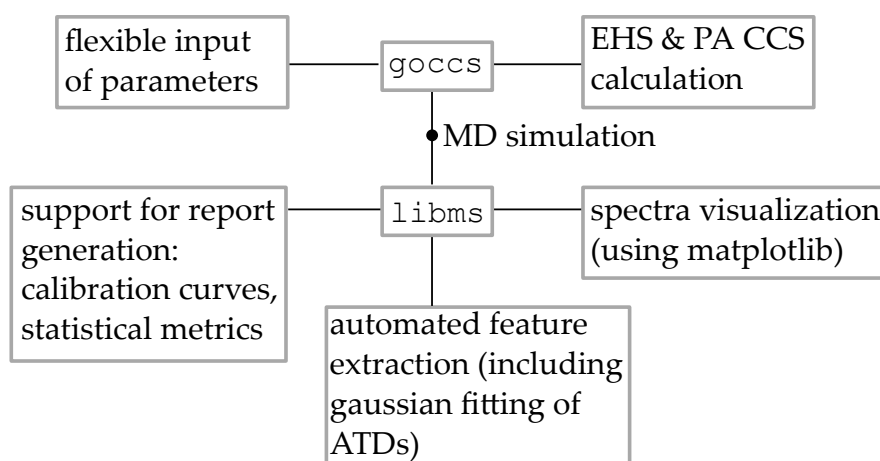 flexible input
of parameters
goccs
EHS & PA CCS
calculation
MD simulation
support for report
generation:
calibration curves,
statistical metrics
libms
spectra visualization
(using matplotlib)
automated feature
extraction (including
gaussian fitting of
ATDs)